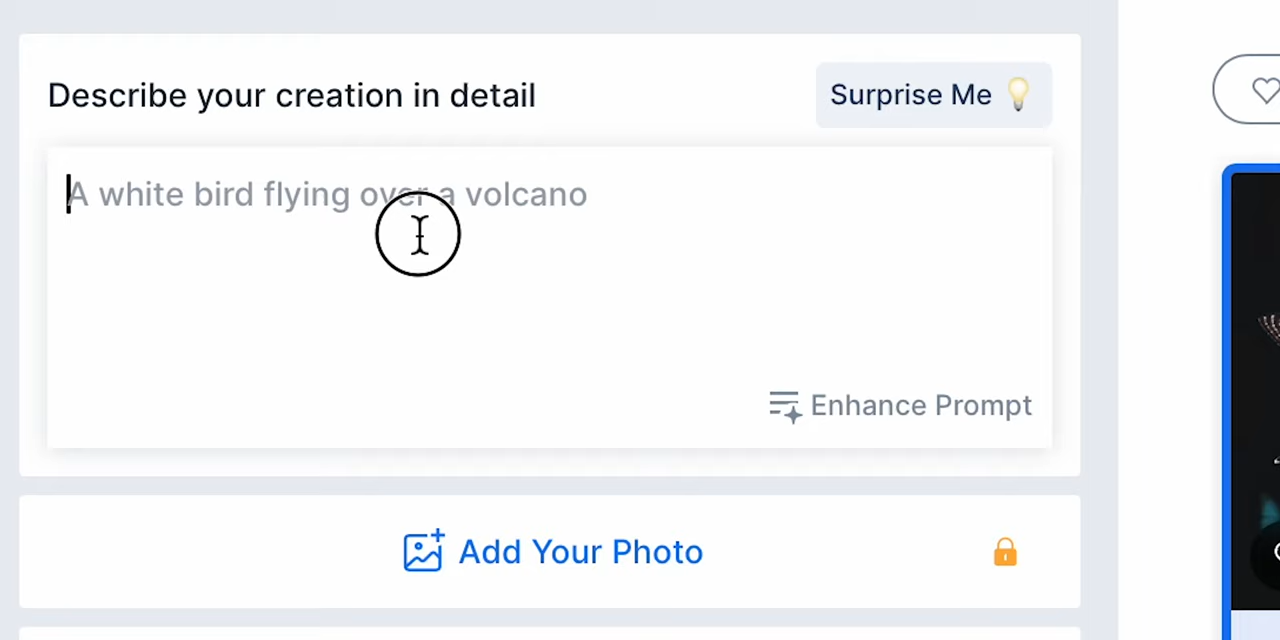 Describe your creation in detail
Surprise Me
A white bird flying over a volcano
Enhance Prompt
Add Your Photo